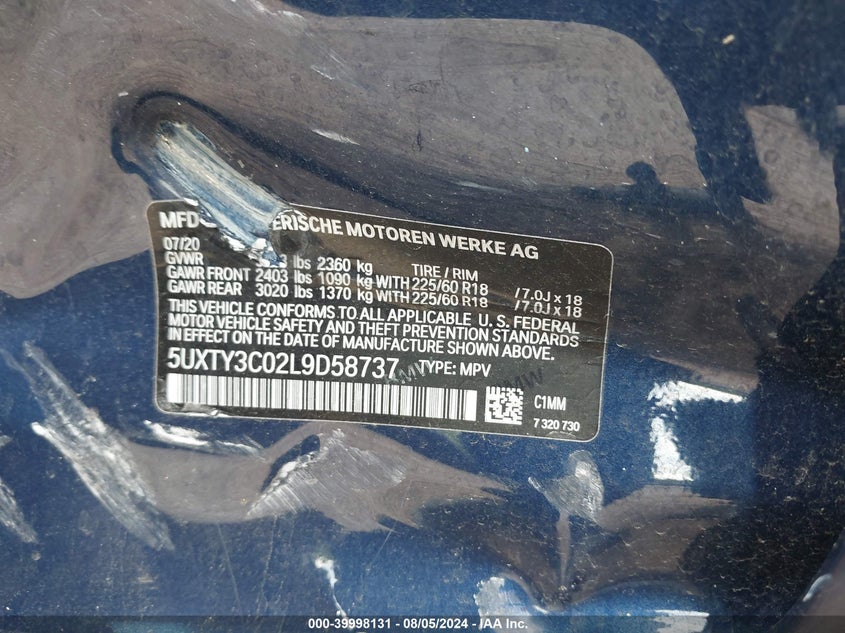 MFD ERISCHE MOTOREN WERKE AG
07/20
GVWR lbs 2360 kg TIRE / RIM
GAWR FRONT 2403 lbs 1090 kg WITH 225/60 R18 /7.0J x 18
GAWR REAR 3020 lbs 1370 kg WITH 225/60 R18 /7.0J x 18
THIS VEHICLE CONFORMS TO ALL APPLICABLE U.S. FEDERAL
MOTOR VEHICLE SAFETY AND THEFT PREVENTION STANDARDS
IN EFFECT ON THE DATE OF MANUFACTURE SHOWN ABOVE.
5UXTY3C02L9D58737 TYPE: MPV
C1MM
7 320 730
000-39998131 - 08/05/2024 - IAA Inc.